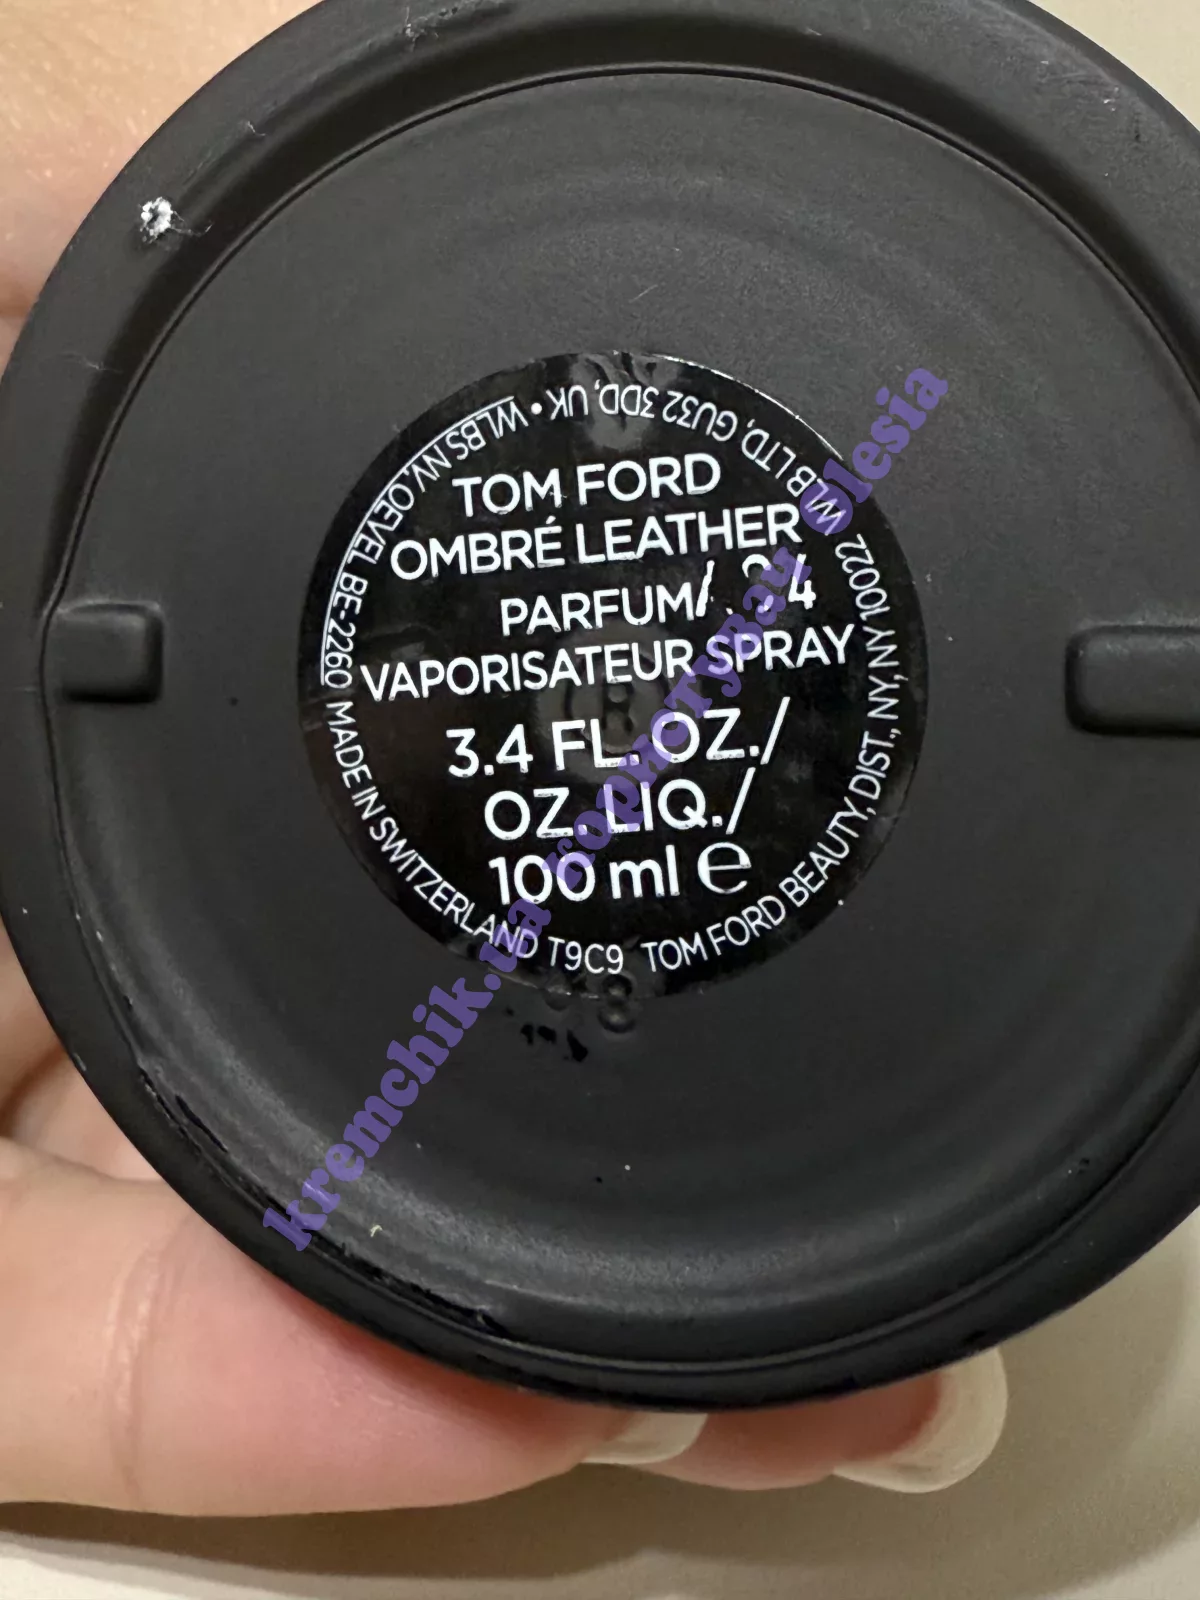 TOM FORD
OMBRÉ LEATHER
PARFUM/
VAPORISATEUR SPRAY
3.4 FL. OZ./
OZ. LIQ./
100 ml ℮
WLBS NV, OEVEL BE-2260 MADE IN SWITZERLAND T9C9 TOM FORD BEAUTY, DIST., NY, NY 10022 WLB LTD, GU32 3DD, UK •
kremchik.ua користувач olesia